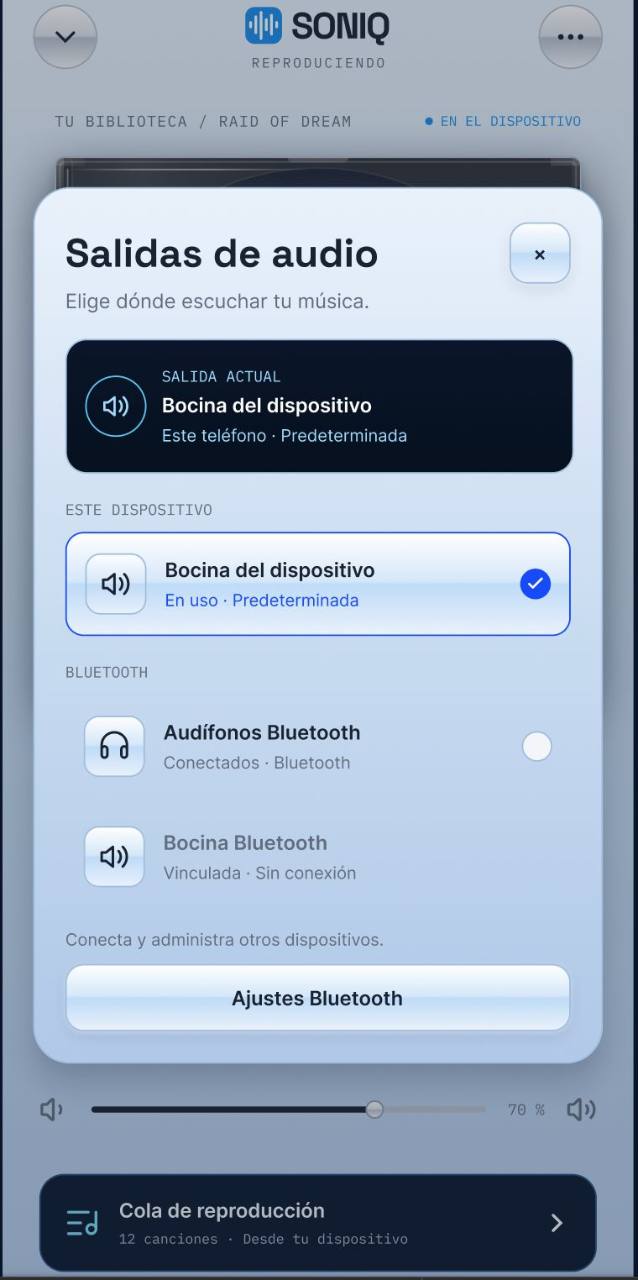 SONIQ
REPRODUCIENDO
TU BIBLIOTECA / RAID OF DREAM
EN EL DISPOSITIVO
Salidas de audio
×
Elige dónde escuchar tu música.
SALIDA ACTUAL
Bocina del dispositivo
Este teléfono · Predeterminada
ESTE DISPOSITIVO
Bocina del dispositivo
En uso · Predeterminada
BLUETOOTH
Audífonos Bluetooth
Conectados · Bluetooth
Bocina Bluetooth
Vinculada · Sin conexión
Conecta y administra otros dispositivos.
Ajustes Bluetooth
70 %
Cola de reproducción
12 canciones · Desde tu dispositivo